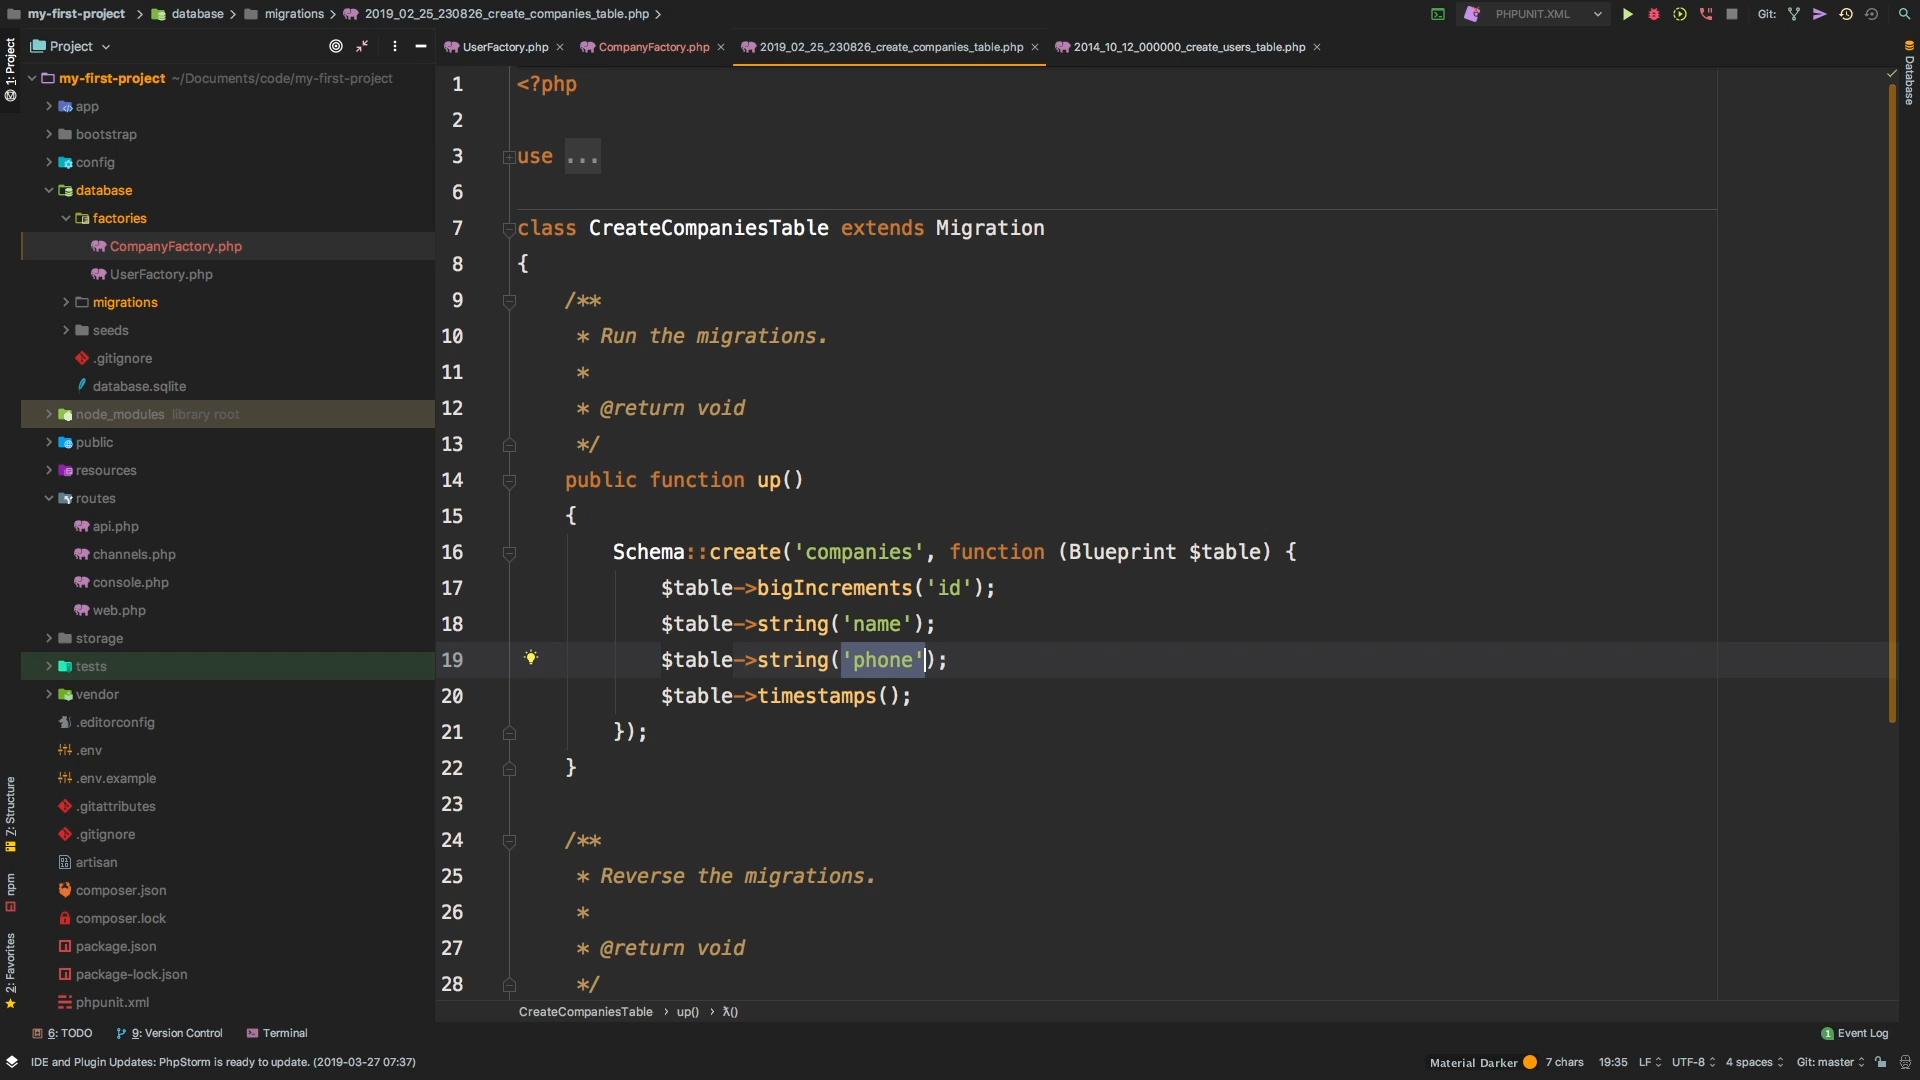 my-first-project database migrations 2019_02_25_230826_create_companies_table.php PHPUNIT.XML Git:
1: Project
Project
UserFactory.php CompanyFactory.php 2019_02_25_230826_create_companies_table.php 2014_10_12_000000_create_users_table.php
Database
my-first-project ~/Documents/code/my-first-project
app
bootstrap
config
database
factories
CompanyFactory.php
UserFactory.php
migrations
seeds
.gitignore
database.sqlite
node_modules library root
public
resources
routes
api.php
channels.php
console.php
web.php
storage
tests
vendor
.editorconfig
.env
.env.example
.gitattributes
.gitignore
artisan
composer.json
composer.lock
package.json
package-lock.json
phpunit.xml
Z: Structure
npm
2: Favorites
1 <?php
2
3 use ...
6
7 class CreateCompaniesTable extends Migration
8 {
9 /**
10 * Run the migrations.
11 *
12 * @return void
13 */
14 public function up()
15 {
16 Schema::create('companies', function (Blueprint $table) {
17 $table->bigIncrements('id');
18 $table->string('name');
19 $table->string('phone');
20 $table->timestamps();
21 });
22 }
23
24 /**
25 * Reverse the migrations.
26 *
27 * @return void
28 */
CreateCompaniesTable › up() › λ()
6: TODO 9: Version Control Terminal 1 Event Log
IDE and Plugin Updates: PhpStorm is ready to update. (2019-03-27 07:37) Material Darker 7 chars 19:35 LF UTF-8 4 spaces Git: master